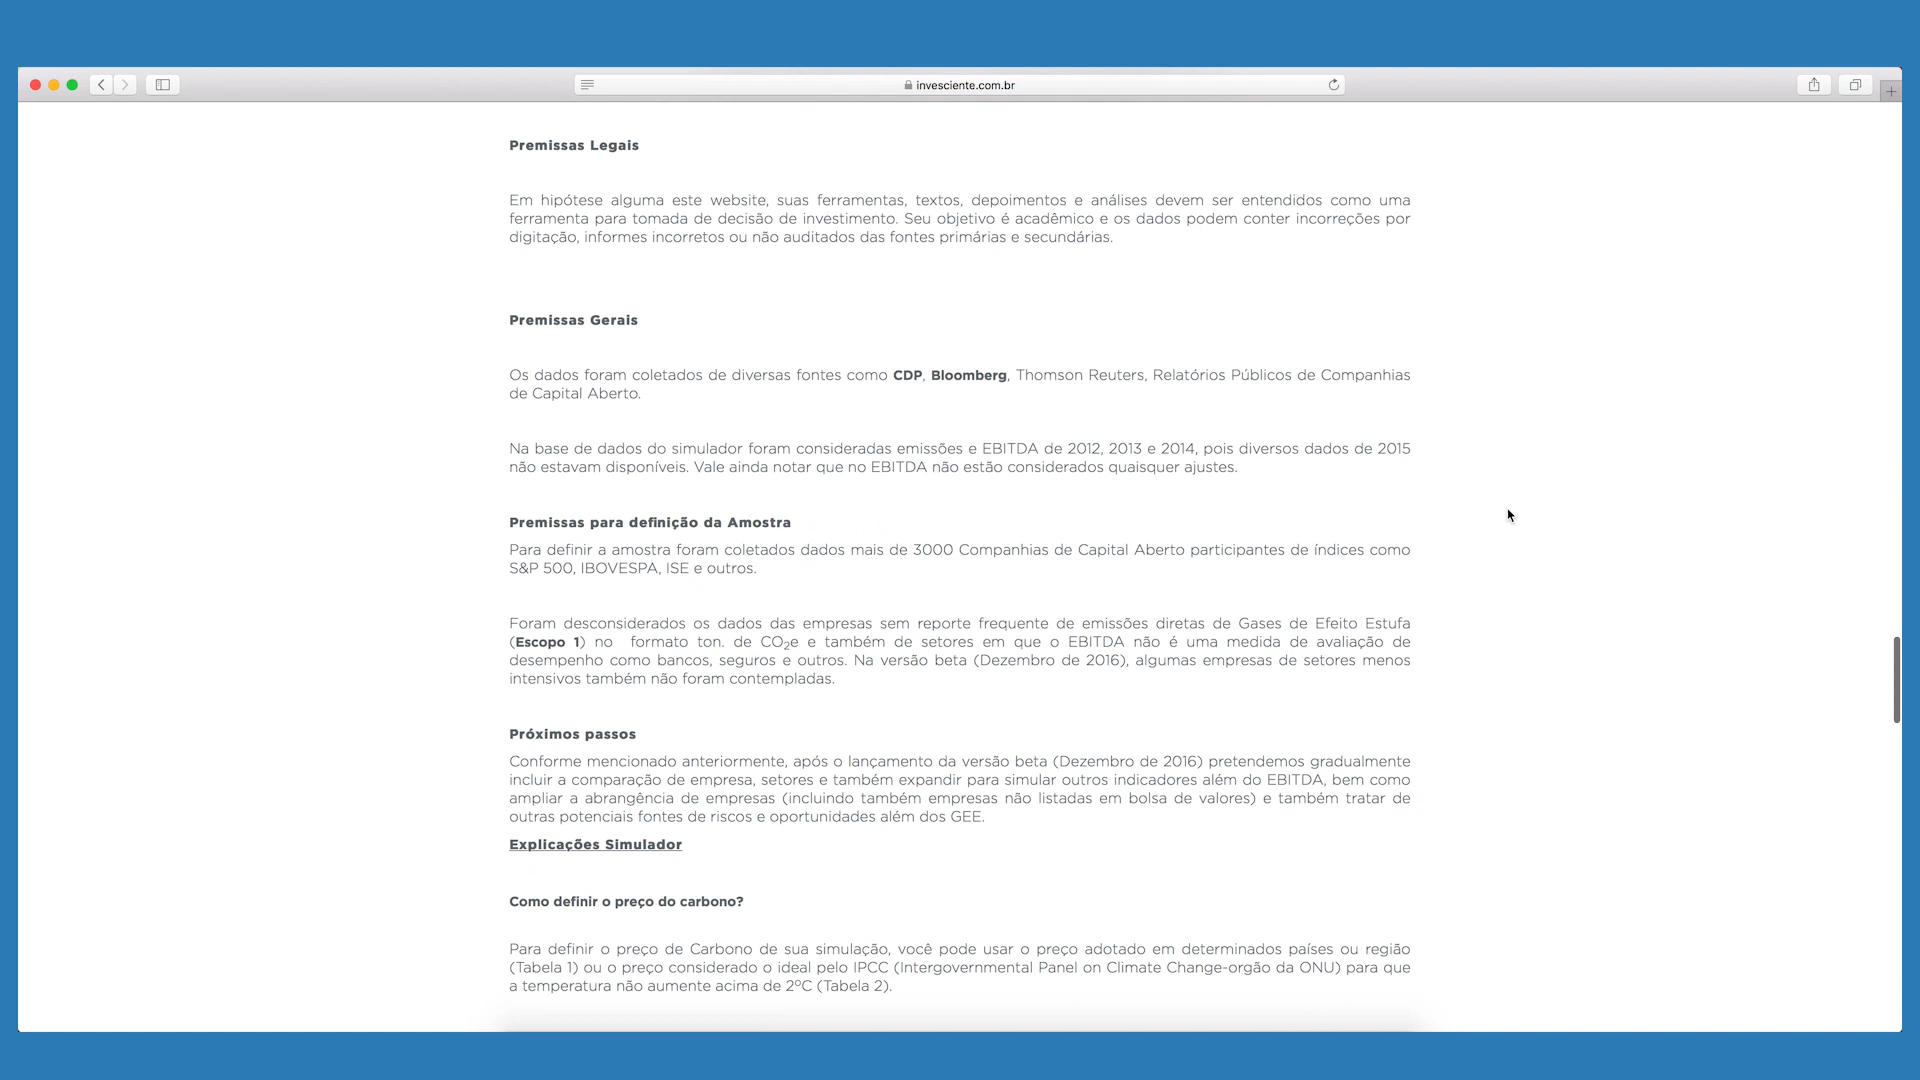 invesciente.com.br
Premissas Legais
Em hipótese alguma este website, suas ferramentas, textos, depoimentos e análises devem ser entendidos como uma
ferramenta para tomada de decisão de investimento. Seu objetivo é acadêmico e os dados podem conter incorreções por
digitação, informes incorretos ou não auditados das fontes primárias e secundárias.
Premissas Gerais
Os dados foram coletados de diversas fontes como CDP, Bloomberg, Thomson Reuters, Relatórios Públicos de Companhias
de Capital Aberto.
Na base de dados do simulador foram consideradas emissões e EBITDA de 2012, 2013 e 2014, pois diversos dados de 2015
não estavam disponíveis. Vale ainda notar que no EBITDA não estão considerados quaisquer ajustes.
Premissas para definição da Amostra
Para definir a amostra foram coletados dados mais de 3000 Companhias de Capital Aberto participantes de índices como
S&P 500, IBOVESPA, ISE e outros.
Foram desconsiderados os dados das empresas sem reporte frequente de emissões diretas de Gases de Efeito Estufa
(Escopo 1) no formato ton. de CO₂e e também de setores em que o EBITDA não é uma medida de avaliação de
desempenho como bancos, seguros e outros. Na versão beta (Dezembro de 2016), algumas empresas de setores menos
intensivos também não foram contempladas.
Próximos passos
Conforme mencionado anteriormente, após o lançamento da versão beta (Dezembro de 2016) pretendemos gradualmente
incluir a comparação de empresa, setores e também expandir para simular outros indicadores além do EBITDA, bem como
ampliar a abrangência de empresas (incluindo também empresas não listadas em bolsa de valores) e também tratar de
outras potenciais fontes de riscos e oportunidades além dos GEE.
Explicações Simulador
Como definir o preço do carbono?
Para definir o preço de Carbono de sua simulação, você pode usar o preço adotado em determinados países ou região
(Tabela 1) ou o preço considerado o ideal pelo IPCC (Intergovernmental Panel on Climate Change-orgão da ONU) para que
a temperatura não aumente acima de 2ºC (Tabela 2).